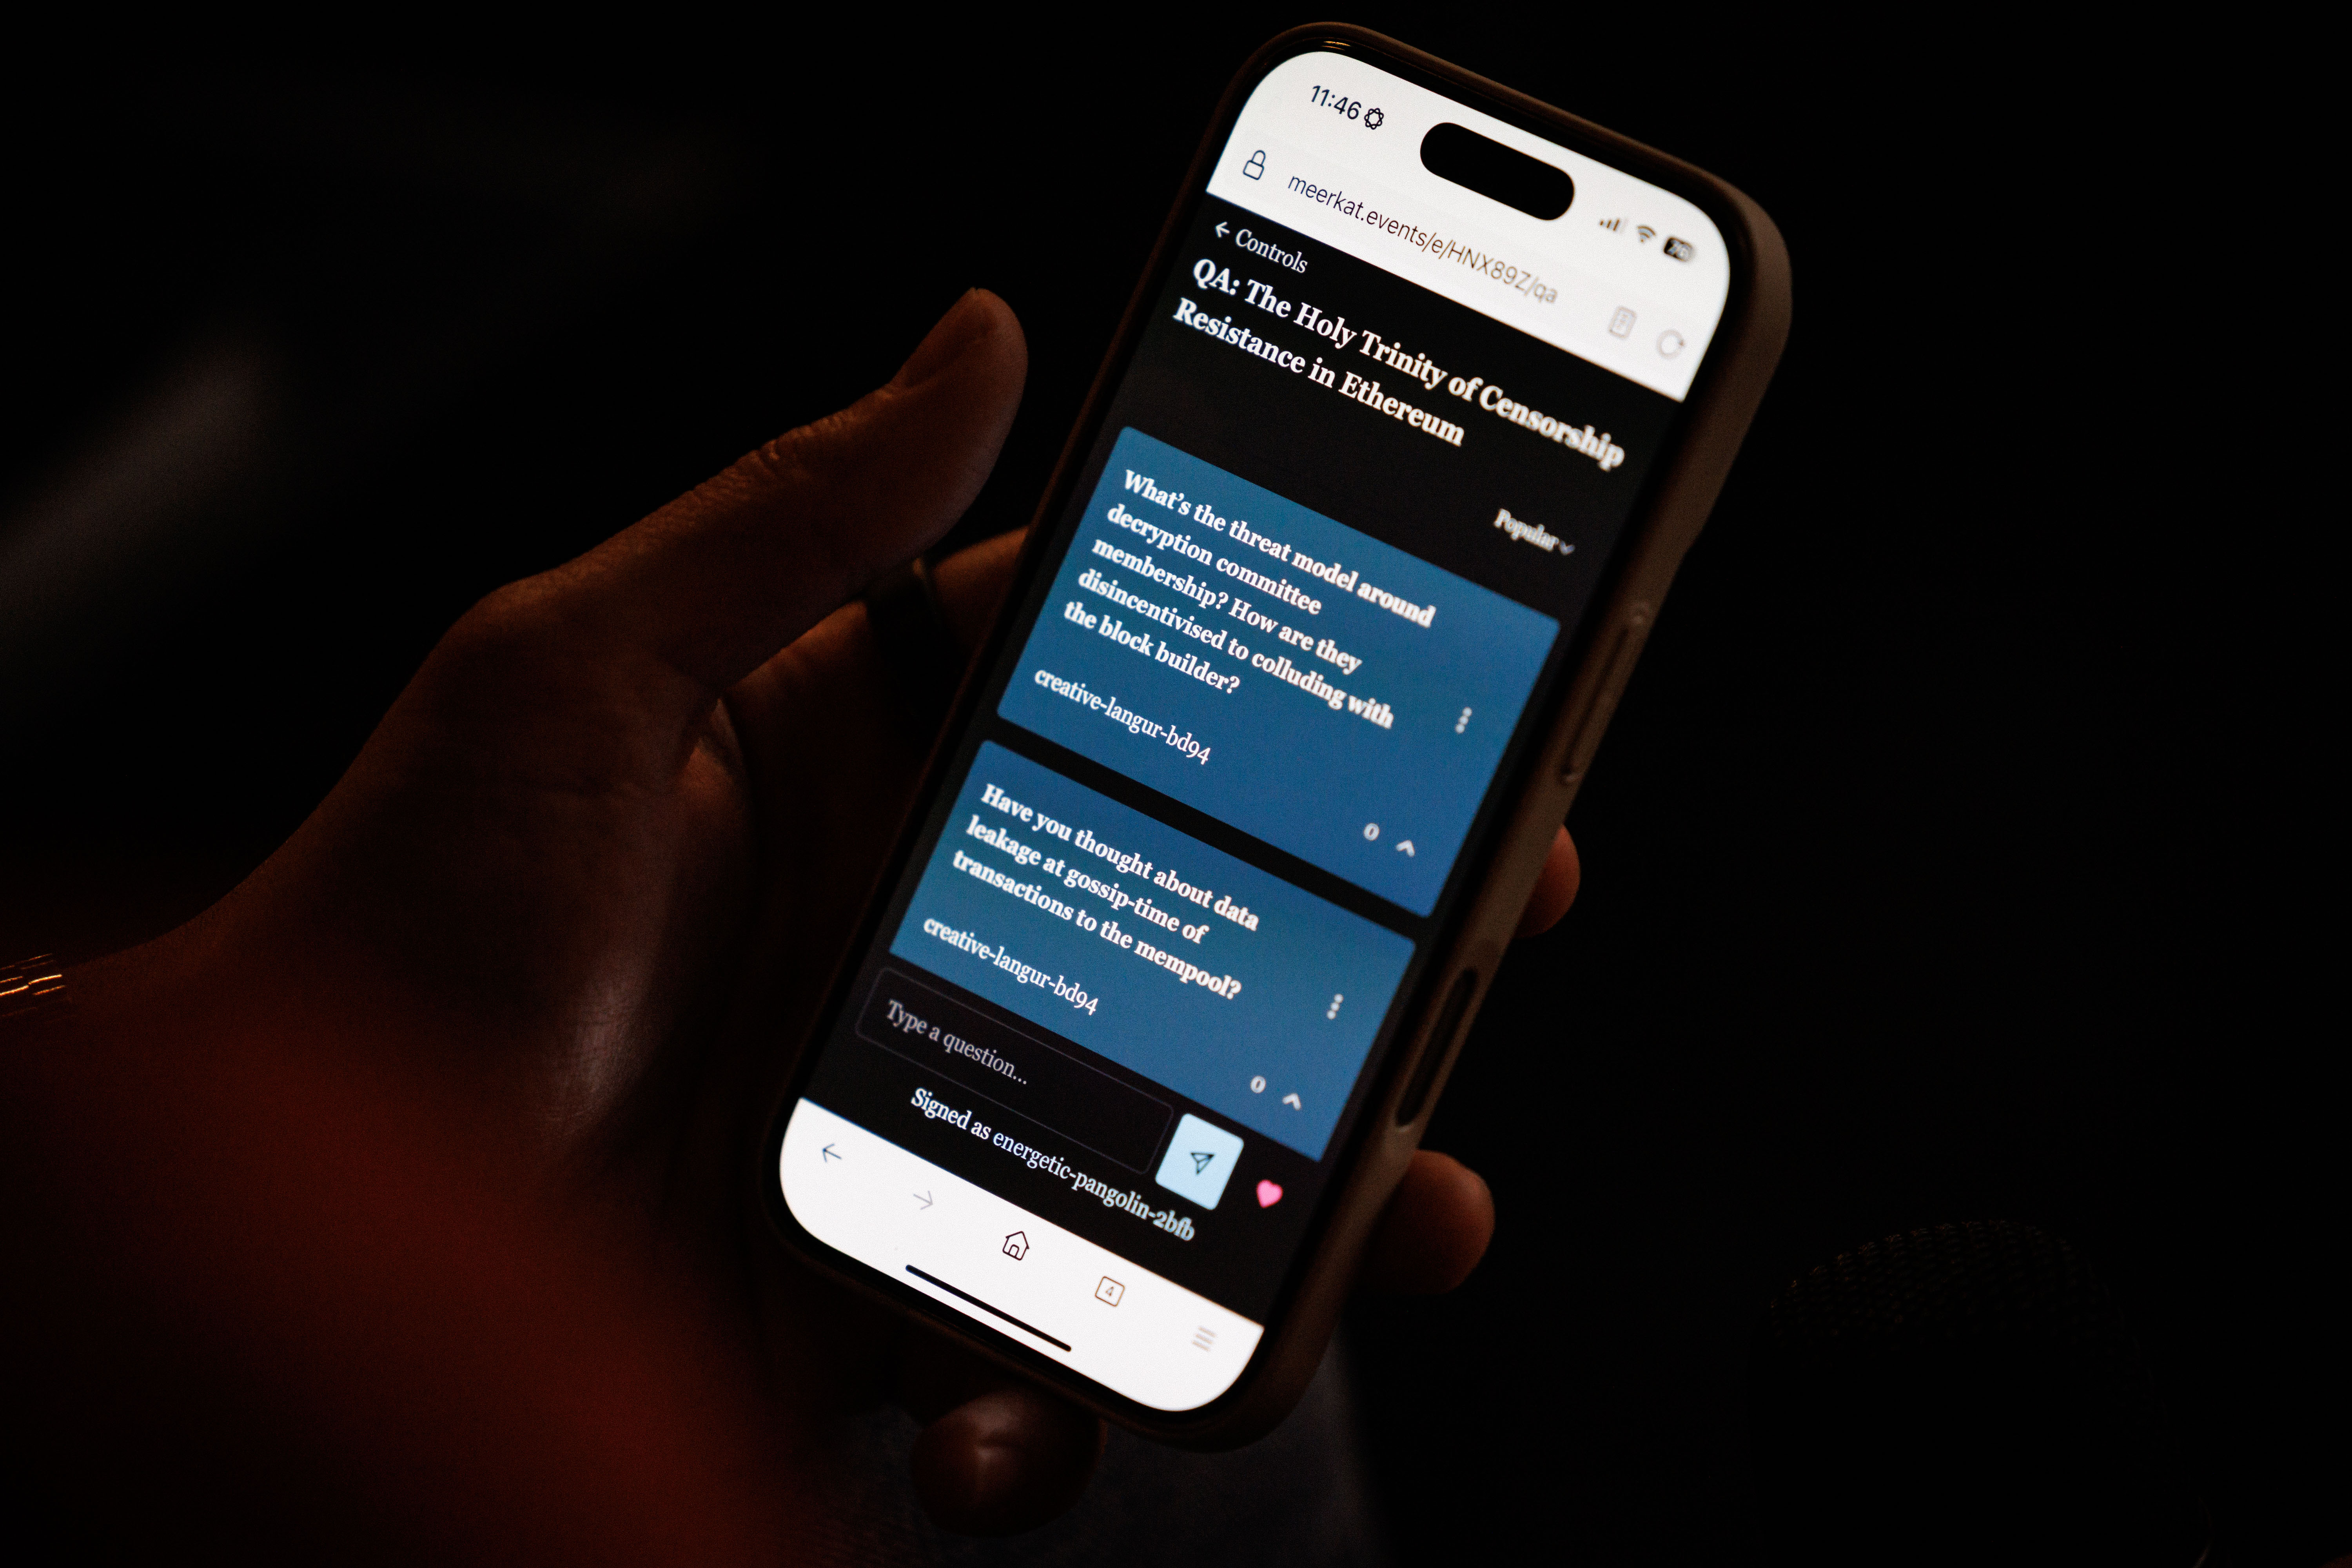 11:46
meerkat.events/e/HNX89Z/qa
← Controls
QA: The Holy Trinity of Censorship
Resistance in Ethereum
Popular
What's the threat model around
decryption committee
membership? How are they
disincentivised to colluding with
the block builder?
creative-langur-bd94
0
Have you thought about data
leakage at gossip-time of
transactions to the mempool?
creative-langur-bd94
0
Type a question...
Signed as energetic-pangolin-2bfb
4